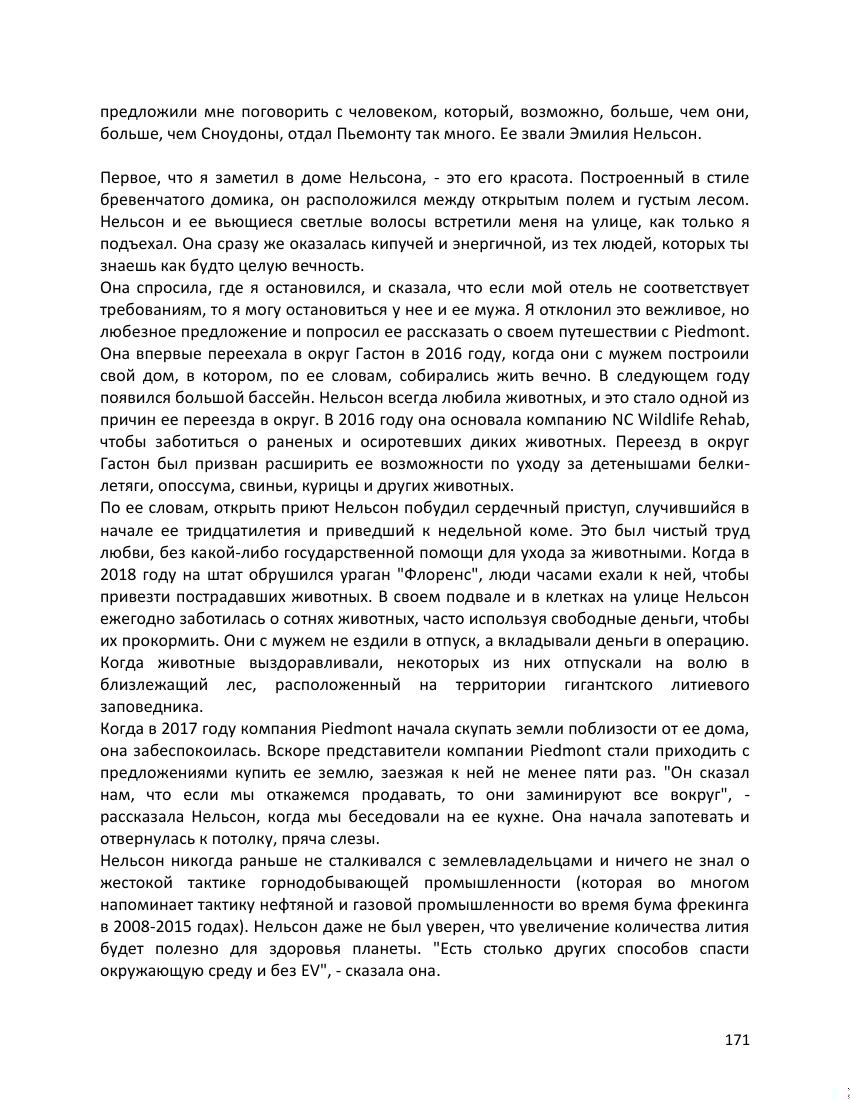 предложили мне поговорить с человеком, который, возможно, больше, чем они,
больше, чем Сноудоны, отдал Пьемонту так много. Ее звали Эмилия Нельсон.
Первое, что я заметил в доме Нельсона, - это его красота. Построенный в стиле
бревенчатого домика, он расположился между открытым полем и густым лесом.
Нельсон и ее вьющиеся светлые волосы встретили меня на улице, как только я
подъехал. Она сразу же оказалась кипучей и энергичной, из тех людей, которых ты
знаешь как будто целую вечность.
Она спросила, где я остановился, и сказала, что если мой отель не соответствует
требованиям, то я могу остановиться у нее и ее мужа. Я отклонил это вежливое, но
любезное предложение и попросил ее рассказать о своем путешествии с Piedmont.
Она впервые переехала в округ Гастон в 2016 году, когда они с мужем построили
свой дом, в котором, по ее словам, собирались жить вечно. В следующем году
появился большой бассейн. Нельсон всегда любила животных, и это стало одной из
причин ее переезда в округ. В 2016 году она основала компанию NC Wildlife Rehab,
чтобы заботиться о раненых и осиротевших диких животных. Переезд в округ
Гастон был призван расширить ее возможности по уходу за детенышами белки-
летяги, опоссума, свиньи, курицы и других животных.
По ее словам, открыть приют Нельсон побудил сердечный приступ, случившийся в
начале ее тридцатилетия и приведший к недельной коме. Это был чистый труд
любви, без какой-либо государственной помощи для ухода за животными. Когда в
2018 году на штат обрушился ураган "Флоренс", люди часами ехали к ней, чтобы
привезти пострадавших животных. В своем подвале и в клетках на улице Нельсон
ежегодно заботилась о сотнях животных, часто используя свободные деньги, чтобы
их прокормить. Они с мужем не ездили в отпуск, а вкладывали деньги в операцию.
Когда животные выздоравливали, некоторых из них отпускали на волю в
близлежащий лес, расположенный на территории гигантского литиевого
заповедника.
Когда в 2017 году компания Piedmont начала скупать земли поблизости от ее дома,
она забеспокоилась. Вскоре представители компании Piedmont стали приходить с
предложениями купить ее землю, заезжая к ней не менее пяти раз. "Он сказал
нам, что если мы откажемся продавать, то они заминируют все вокруг", -
рассказала Нельсон, когда мы беседовали на ее кухне. Она начала запотевать и
отвернулась к потолку, пряча слезы.
Нельсон никогда раньше не сталкивался с землевладельцами и ничего не знал о
жестокой тактике горнодобывающей промышленности (которая во многом
напоминает тактику нефтяной и газовой промышленности во время бума фрекинга
в 2008-2015 годах). Нельсон даже не был уверен, что увеличение количества лития
будет полезно для здоровья планеты. "Есть столько других способов спасти
окружающую среду и без EV", - сказала она.
171